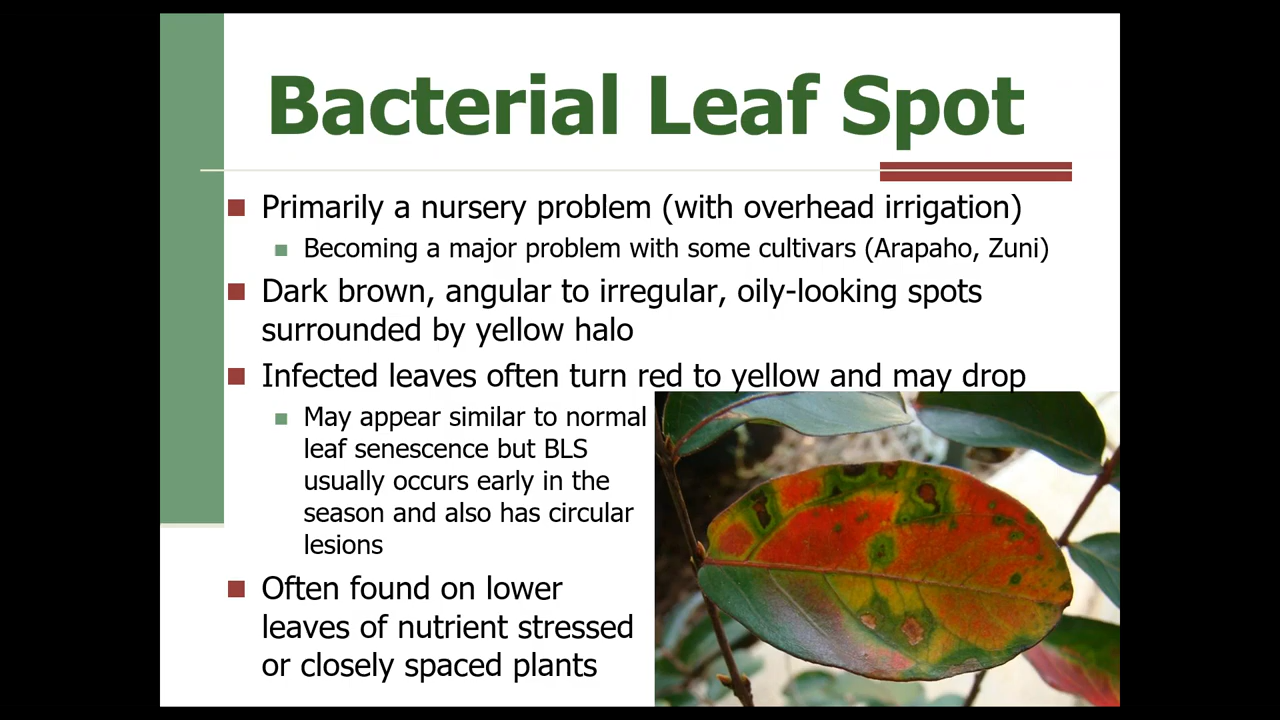 Bacterial Leaf Spot
Primarily a nursery problem (with overhead irrigation)
Becoming a major problem with some cultivars (Arapaho, Zuni)
Dark brown, angular to irregular, oily-looking spots
surrounded by yellow halo
Infected leaves often turn red to yellow and may drop
May appear similar to normal
leaf senescence but BLS
usually occurs early in the
season and also has circular
lesions
Often found on lower
leaves of nutrient stressed
or closely spaced plants